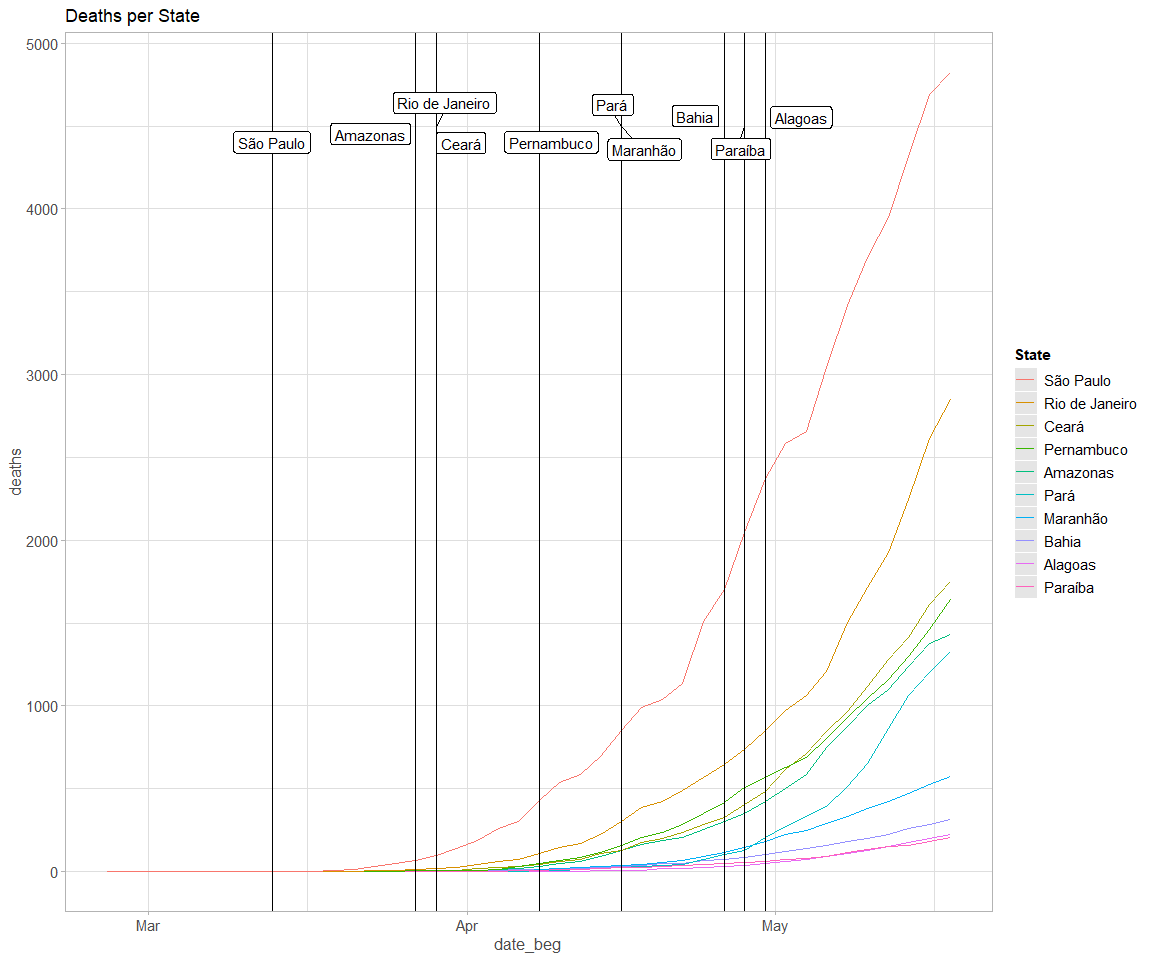 Deaths per State
5000
4000
3000
2000
1000
0
deaths
Rio de Janeiro
Pará
Bahia
Alagoas
Amazonas
São Paulo
Ceará
Pernambuco
Maranhão
Paraíba
Mar
Apr
May
date_beg
State
São Paulo
Rio de Janeiro
Ceará
Pernambuco
Amazonas
Pará
Maranhão
Bahia
Alagoas
Paraíba